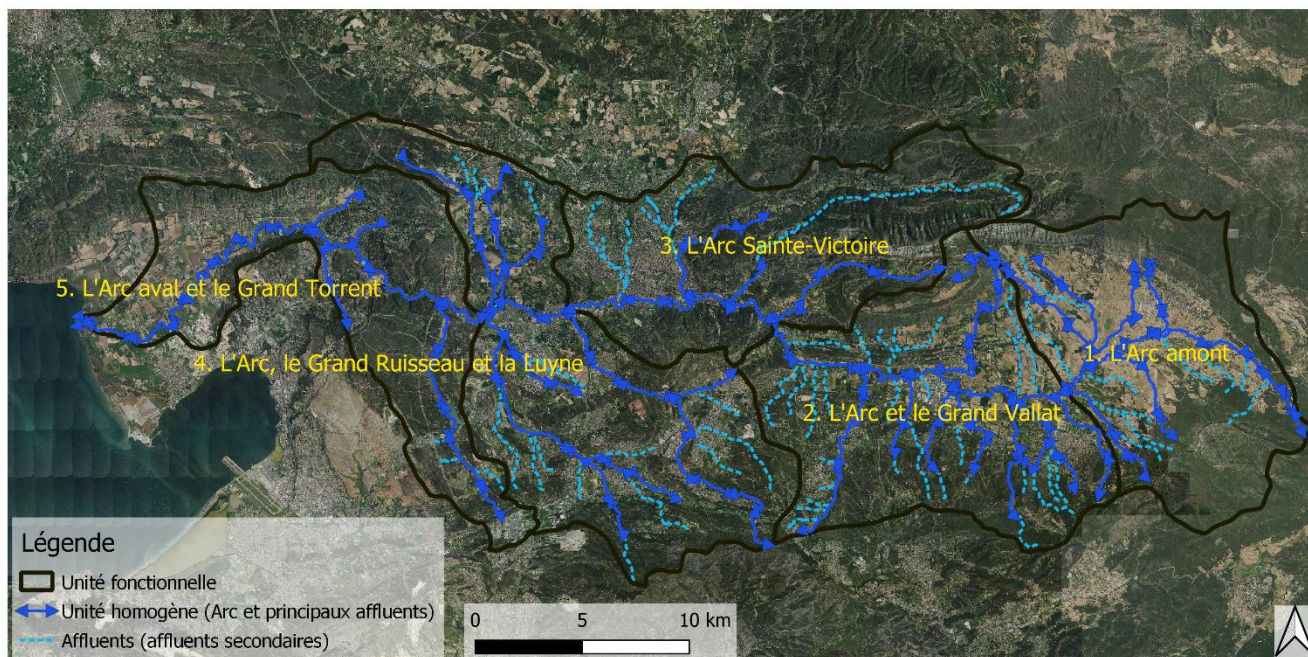 3. L'Arc Sainte-Victoire
5. L'Arc aval et le Grand Torrent
4. L'Arc, le Grand Ruisseau et la Luyne
1. L'Arc amont
2. L'Arc et le Grand Vallat
Légende
Unité fonctionnelle
Unité homogène (Arc et principaux affluents)
Affluents (affluents secondaires)
0 5 10 km